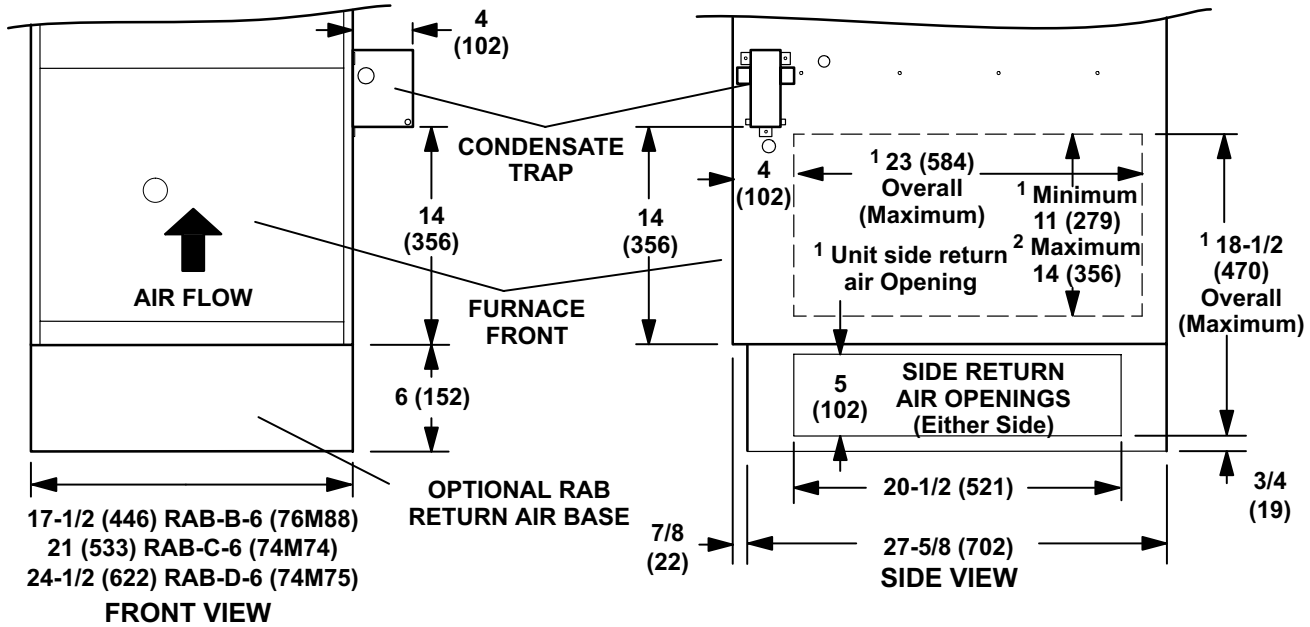 4
(102)
CONDENSATE
TRAP
14
(356)
AIR FLOW
FURNACE
FRONT
6 (152)
OPTIONAL RAB
RETURN AIR BASE
17-1/2 (446) RAB-B-6 (76M88)
21 (533) RAB-C-6 (74M74)
24-1/2 (622) RAB-D-6 (74M75)
FRONT VIEW
14
(356)
4
(102)
1 23 (584)
Overall
(Maximum)
1 Minimum
11 (279)
2 Maximum
14 (356)
1 Unit side return
air Opening
1 18-1/2
(470)
Overall
(Maximum)
5
(102)
SIDE RETURN
AIR OPENINGS
(Either Side)
20-1/2 (521)
3/4
(19)
7/8
(22)
27-5/8 (702)
SIDE VIEW